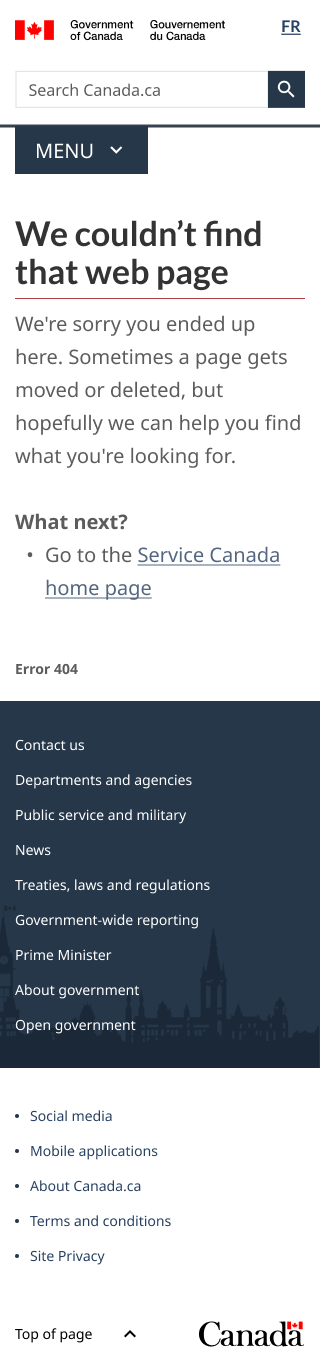 Government of Canada
Gouvernement du Canada
FR
Search Canada.ca
MENU
We couldn’t find
that web page
We're sorry you ended up
here. Sometimes a page gets
moved or deleted, but
hopefully we can help you find
what you're looking for.
What next?
• Go to the Service Canada
home page
Error 404
Contact us
Departments and agencies
Public service and military
News
Treaties, laws and regulations
Government-wide reporting
Prime Minister
About government
Open government
• Social media
• Mobile applications
• About Canada.ca
• Terms and conditions
• Site Privacy
Top of page
Canada